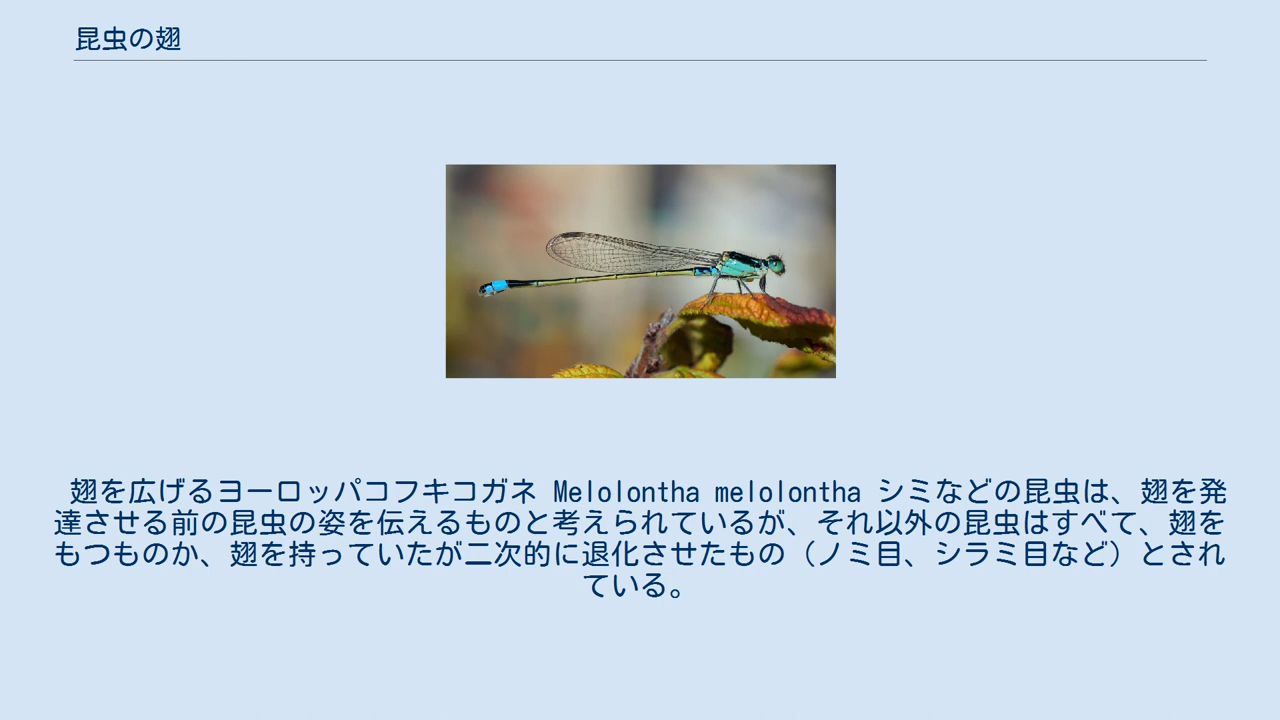 昆虫の翅
翅を広げるヨーロッパコフキコガネ Melolontha melolontha シミなどの昆虫は、翅を発
達させる前の昆虫の姿を伝えるものと考えられているが、それ以外の昆虫はすべて、翅を
もつものか、翅を持っていたが二次的に退化させたもの（ノミ目、シラミ目など）とされ
ている。